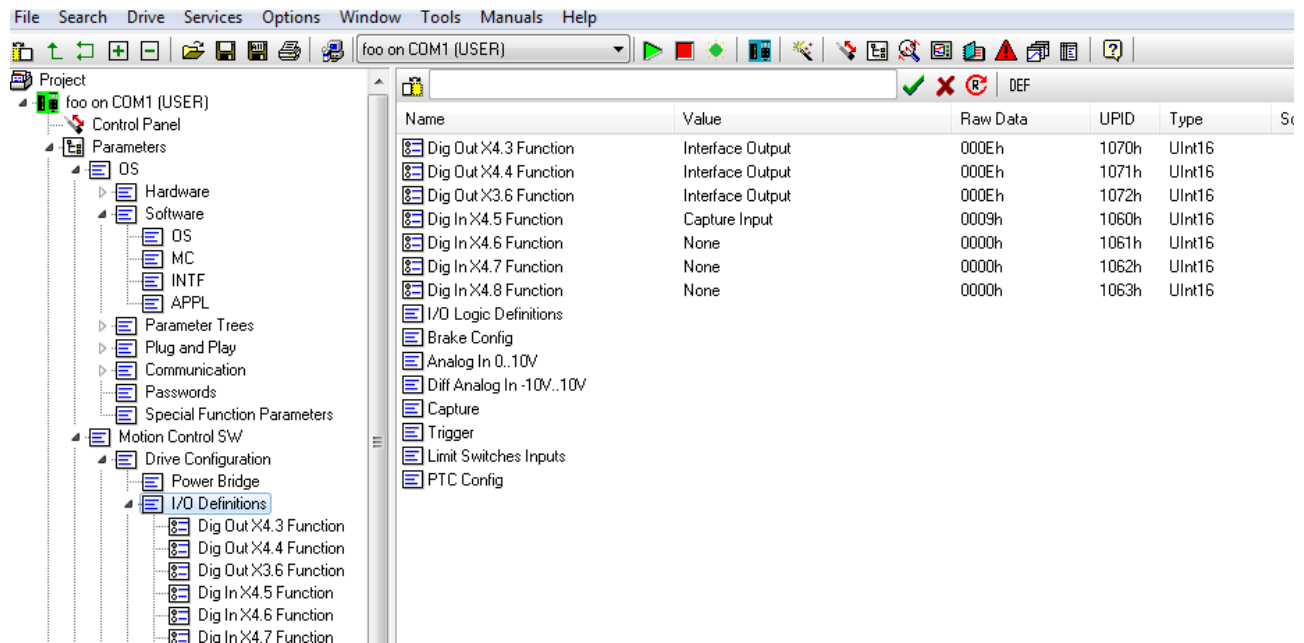 File Search Drive Services Options Window Tools Manuals Help
foo on COM1 (USER)
Project
foo on COM1 (USER)
Control Panel
Parameters
OS
Hardware
Software
OS
MC
INTF
APPL
Parameter Trees
Plug and Play
Communication
Passwords
Special Function Parameters
Motion Control SW
Drive Configuration
Power Bridge
I/O Definitions
Dig Out X4.3 Function
Dig Out X4.4 Function
Dig Out X3.6 Function
Dig In X4.5 Function
Dig In X4.6 Function
Dig In X4.7 Function
DEF
Name Value Raw Data UPID Type Sc
Dig Out X4.3 Function Interface Output 000Eh 1070h UInt16
Dig Out X4.4 Function Interface Output 000Eh 1071h UInt16
Dig Out X3.6 Function Interface Output 000Eh 1072h UInt16
Dig In X4.5 Function Capture Input 0009h 1060h UInt16
Dig In X4.6 Function None 0000h 1061h UInt16
Dig In X4.7 Function None 0000h 1062h UInt16
Dig In X4.8 Function None 0000h 1063h UInt16
I/O Logic Definitions
Brake Config
Analog In 0..10V
Diff Analog In -10V..10V
Capture
Trigger
Limit Switches Inputs
PTC Config